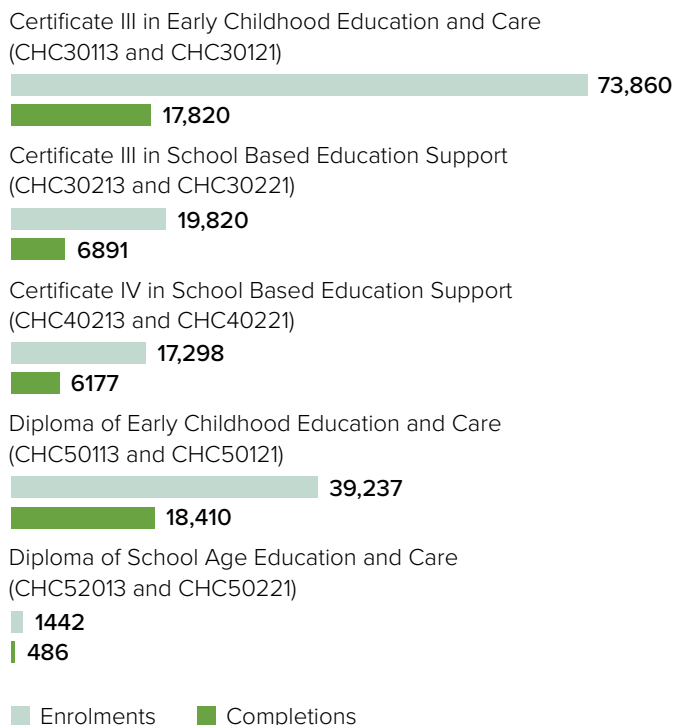 Certificate III in Early Childhood Education and Care
(CHC30113 and CHC30121)
73,860
17,820
Certificate III in School Based Education Support
(CHC30213 and CHC30221)
19,820
6891
Certificate IV in School Based Education Support
(CHC40213 and CHC40221)
17,298
6177
Diploma of Early Childhood Education and Care
(CHC50113 and CHC50121)
39,237
18,410
Diploma of School Age Education and Care
(CHC52013 and CHC50221)
1442
486
Enrolments Completions